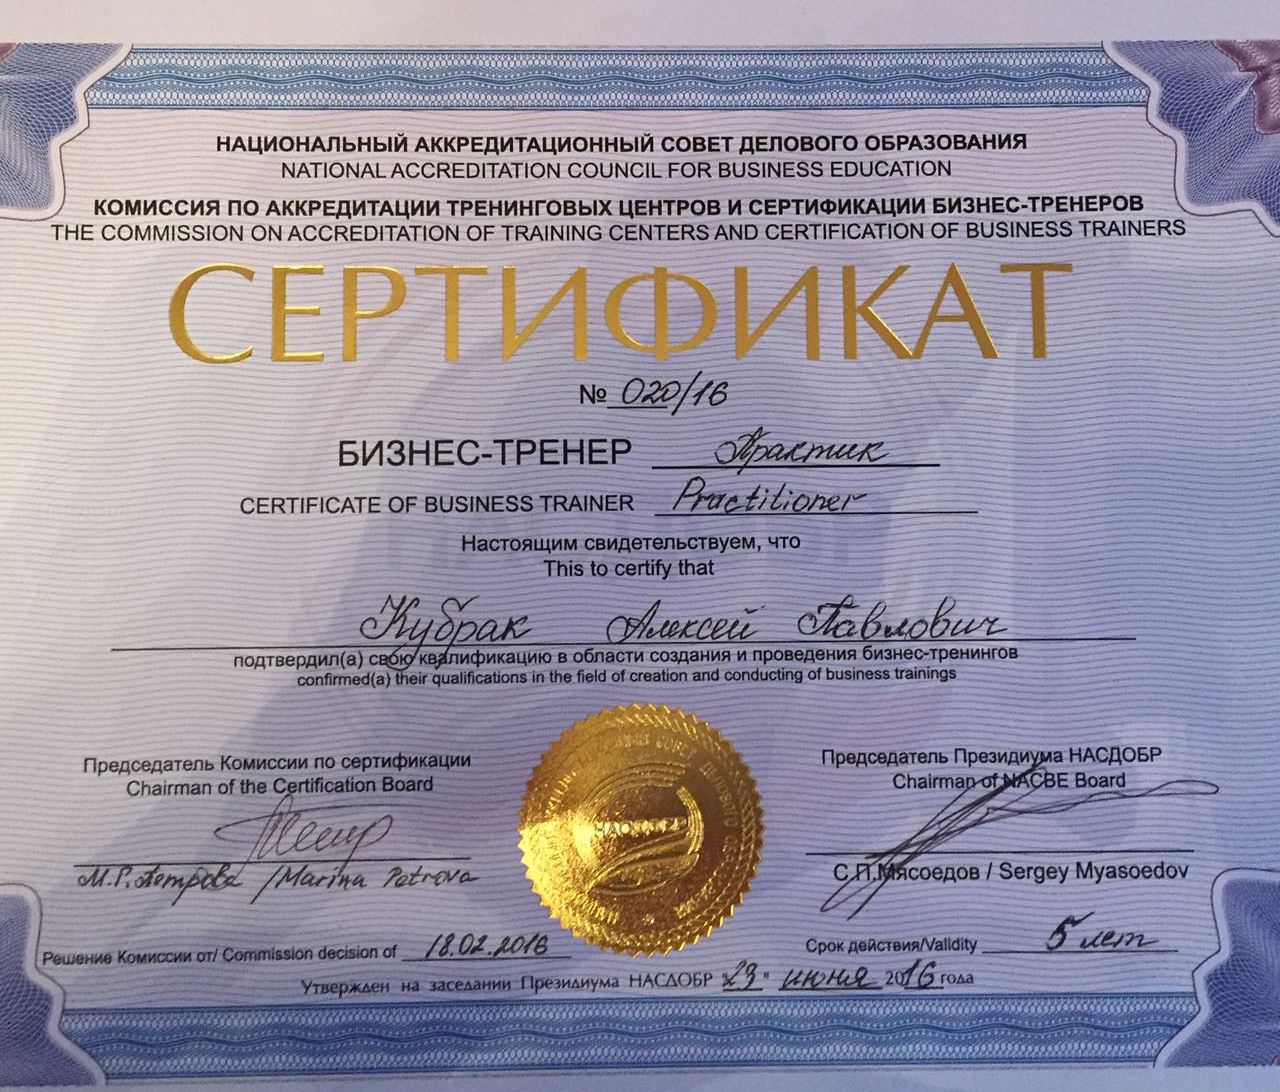 НАЦИОНАЛЬНЫЙ АККРЕДИТАЦИОННЫЙ СОВЕТ ДЕЛОВОГО ОБРАЗОВАНИЯ
NATIONAL ACCREDITATION COUNCIL FOR BUSINESS EDUCATION
КОМИССИЯ ПО АККРЕДИТАЦИИ ТРЕНИНГОВЫХ ЦЕНТРОВ И СЕРТИФИКАЦИИ БИЗНЕС-ТРЕНЕРОВ
THE COMMISSION ON ACCREDITATION OF TRAINING CENTERS AND CERTIFICATION OF BUSINESS TRAINERS
СЕРТИФИКАТ
№ 020/16
БИЗНЕС-ТРЕНЕР Практик
CERTIFICATE OF BUSINESS TRAINER Practitioner
Настоящим свидетельствуем, что
This to certify that
Кубрак Алексей Павлович
подтвердил(а) свою квалификацию в области создания и проведения бизнес-тренингов
confirmed(a) their qualifications in the field of creation and conducting of business trainings
Председатель Комиссии по сертификации
Chairman of the Certification Board
М.Г. Петрова / Marina Petrova
Председатель Президиума НАСДОБР
Chairman of NACBE Board
С.П.Мясоедов / Sergey Myasoedov
НАСДОБР
Решение Комиссии от/ Commission decision of 18.02.2016
Срок действия/Validity 5 лет
Утвержден на заседании Президиума НАСДОБР "23" июня 2016 года